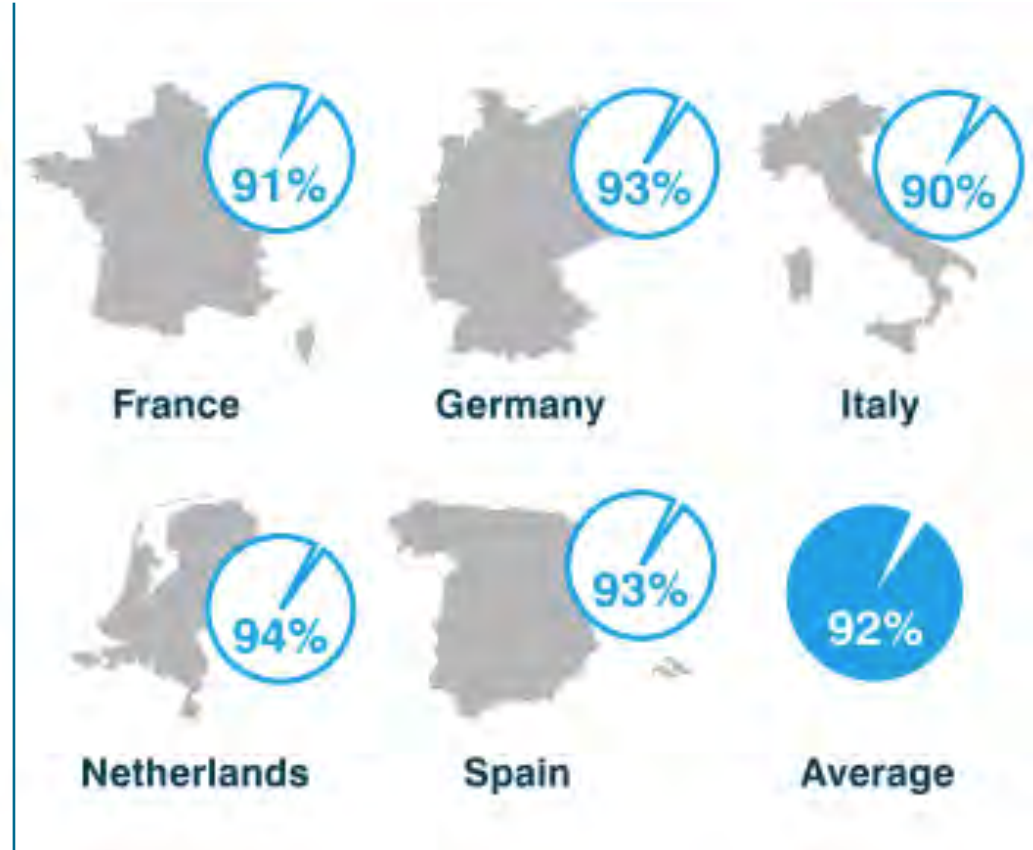 91%
93%
90%
France
Germany
Italy
94%
93%
92%
Netherlands
Spain
Average